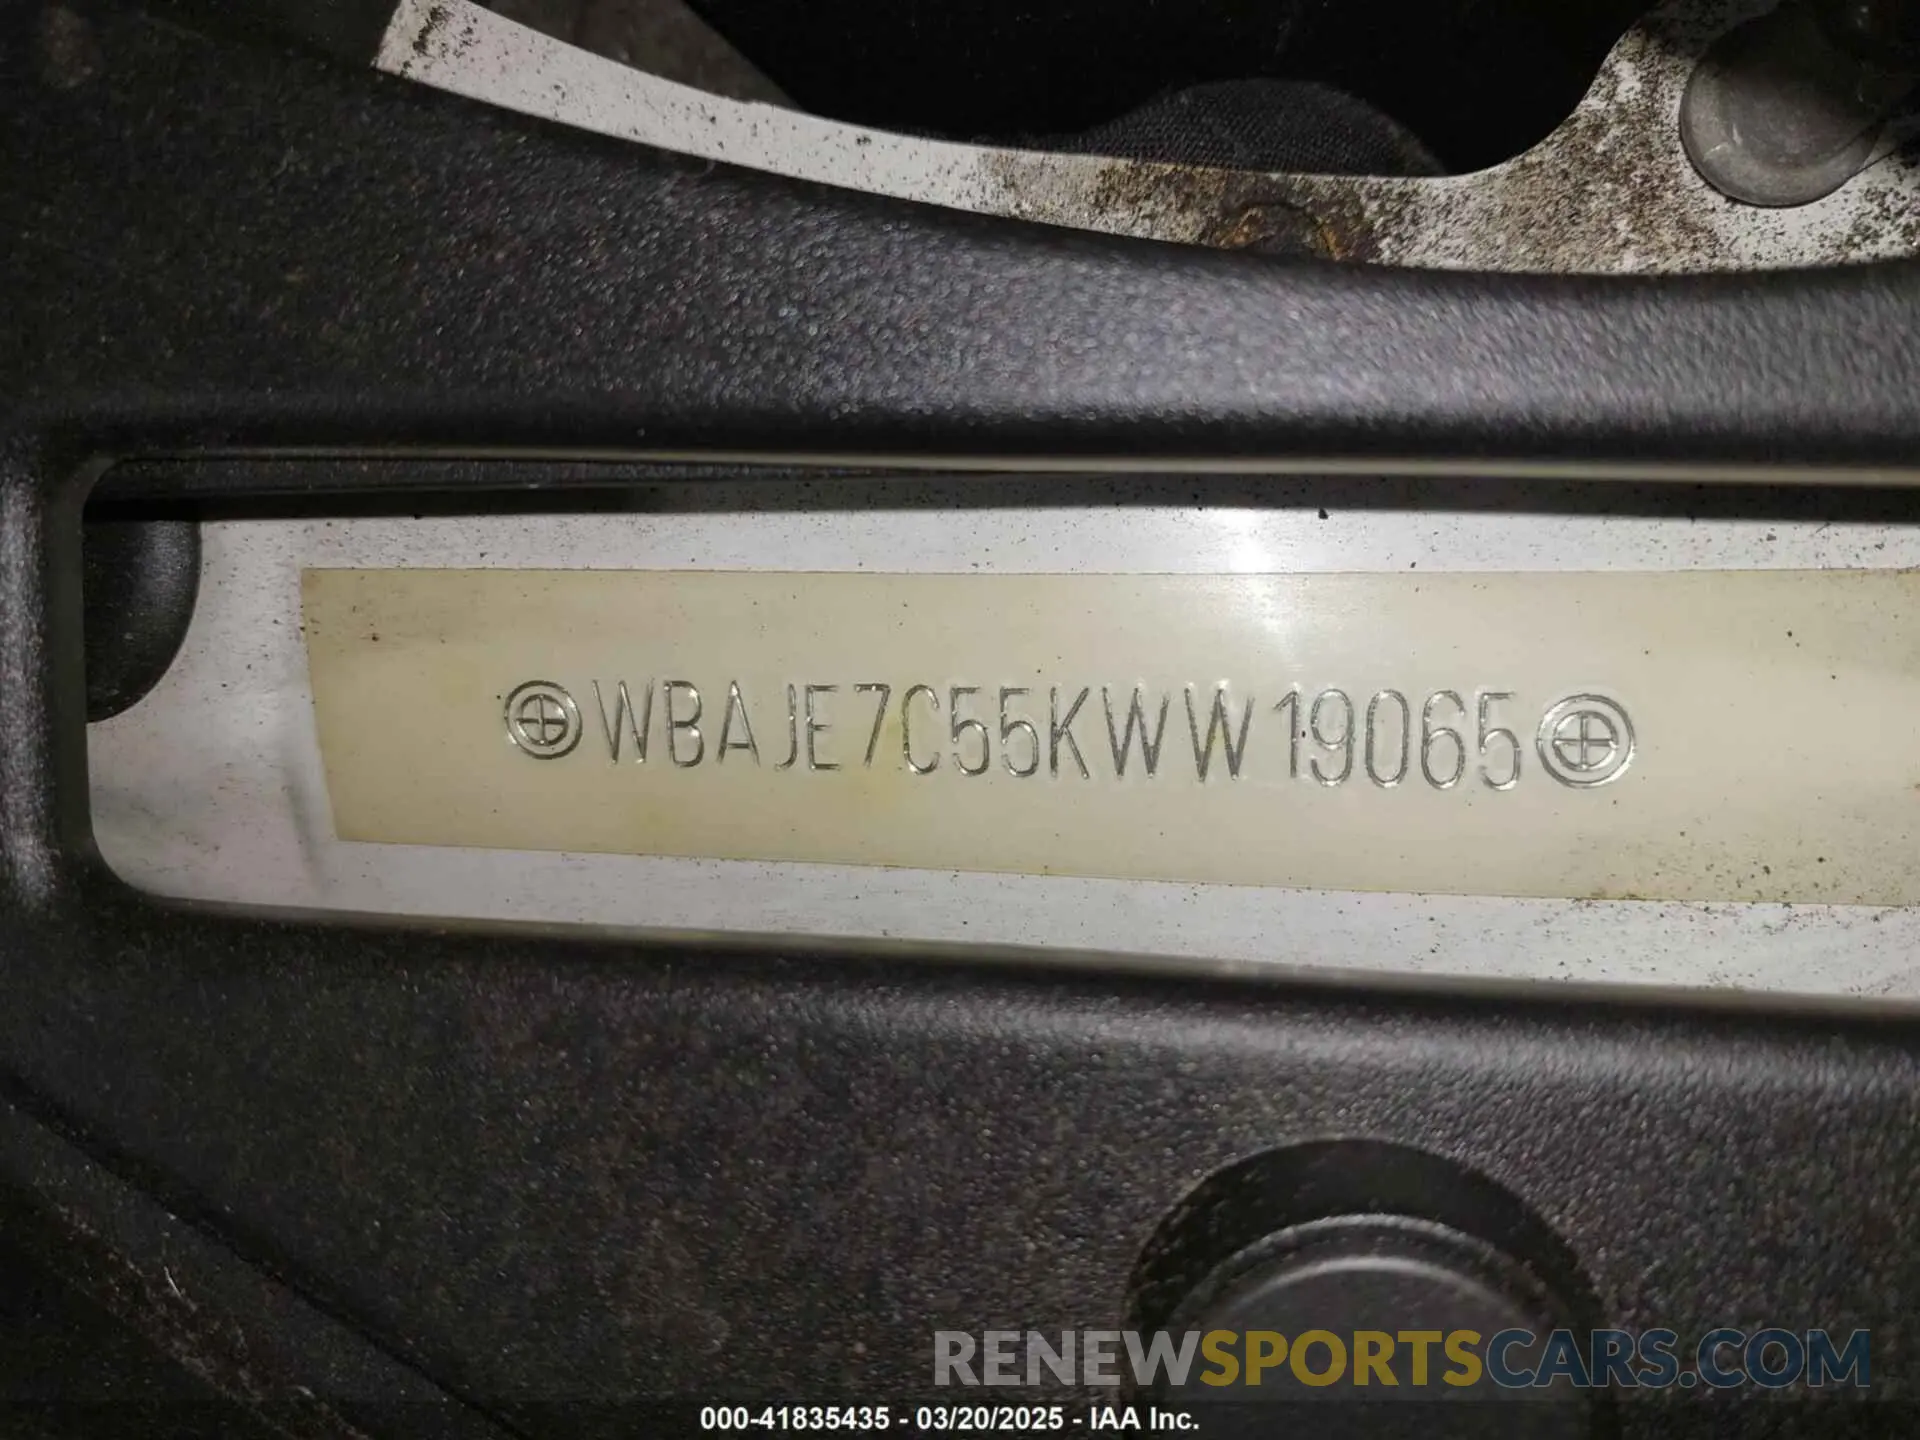 WBAJE7C55KWW19065
RENEWSPORTSCARS.COM
000-41835435 - 03/20/2025 - IAA Inc.